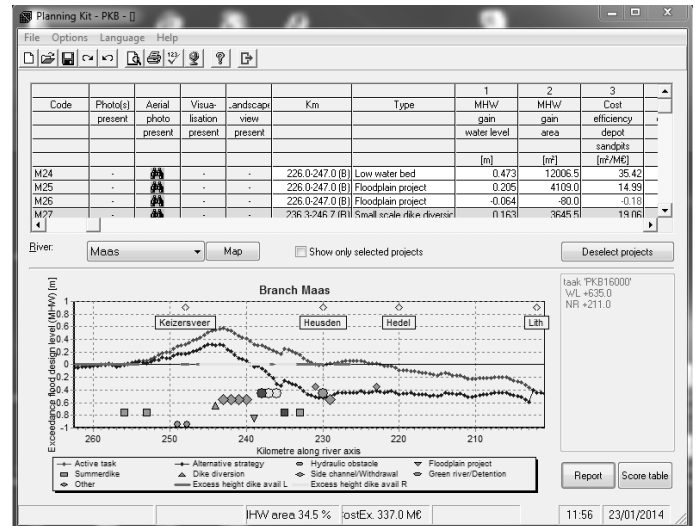 Planning Kit - PKB - []
File Options Language Help
1 2 3
Code Photo(s) Aerial Visua- Landscape Km Type MHW MHW Cost
present photo lisation view gain gain efficiency
present present present water level area depot
sandpits
[m] [m²] [m²/M€]
M24 - - - 226.0-247.0 (B) Low water bed 0.473 12006.5 35.42
M25 - - - 226.0-247.0 (B) Floodplain project 0.205 4109.0 14.99
M26 - - - 226.0-247.0 (B) Floodplain project -0.064 -80.0 -0.18
M27 236.3-246.7 (B) Small scale dike diversic 0.163 3645.5 19.06
River: Maas Map Show only selected projects Deselect projects
Branch Maas
taak 'PKB16000'
WL +635.0
NR +211.0
Exceedance flood design level (MHW) [m]
1
0.8
0.6
0.4
0.2
0
0.2
0.4
0.6
0.8
-1
Keizersveer Heusden Hedel Lith
260 250 240 230 220 210
Kilometre along river axis
Active task Alternative strategy Hydraulic obstacle Floodplain project
Summerdike Dike diversion Side channel/Withdrawal Green river/Detention
Other Excess height dike avail L Excess height dike avail R
Report Score table
IHW area 34.5 % ostEx. 337.0 M€ 11:56 23/01/2014